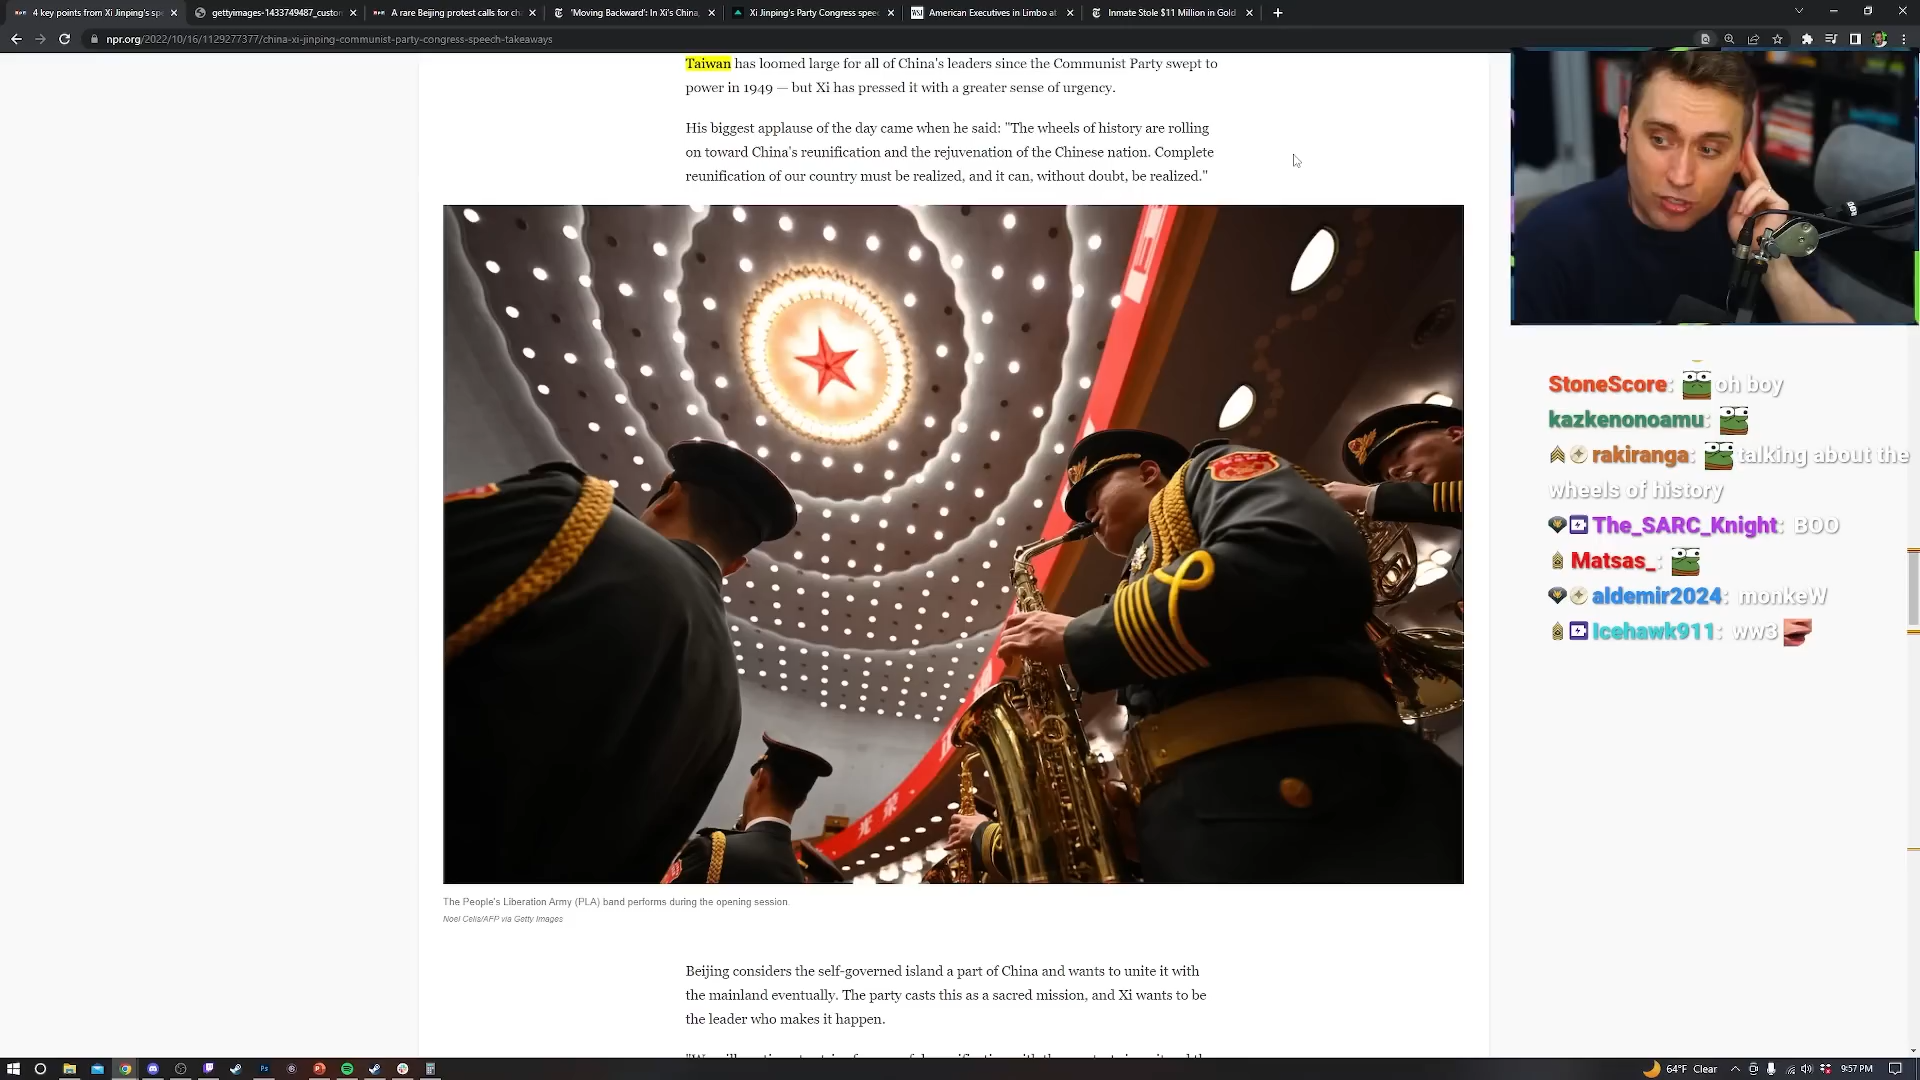 4 key points from Xi Jinping's spe
gettyimages-1433749487_custom
A rare Beijing protest calls for ch
'Moving Backward': In Xi's China,
Xi Jinping's Party Congress spee
WSJ
American Executives in Limbo at
Inmate Stole $11 Million in Gold
npr.org/2022/10/16/1129277377/china-xi-jinping-communist-party-congress-speech-takeaways
Taiwan has loomed large for all of China's leaders since the Communist Party swept to
power in 1949 — but Xi has pressed it with a greater sense of urgency.
His biggest applause of the day came when he said: "The wheels of history are rolling
on toward China's reunification and the rejuvenation of the Chinese nation. Complete
reunification of our country must be realized, and it can, without doubt, be realized."
光荣
The People's Liberation Army (PLA) band performs during the opening session.
Noel Celis/AFP via Getty Images
Beijing considers the self-governed island a part of China and wants to unite it with
the mainland eventually. The party casts this as a sacred mission, and Xi wants to be
the leader who makes it happen.
StoneScore: oh boy
kazkenonoamu:
rakiranga: talking about the
wheels of history
The_SARC_Knight: BOO
Matsas_:
aldemir2024: monkeW
Icehawk911: ww3
64°F Clear
9:57 PM